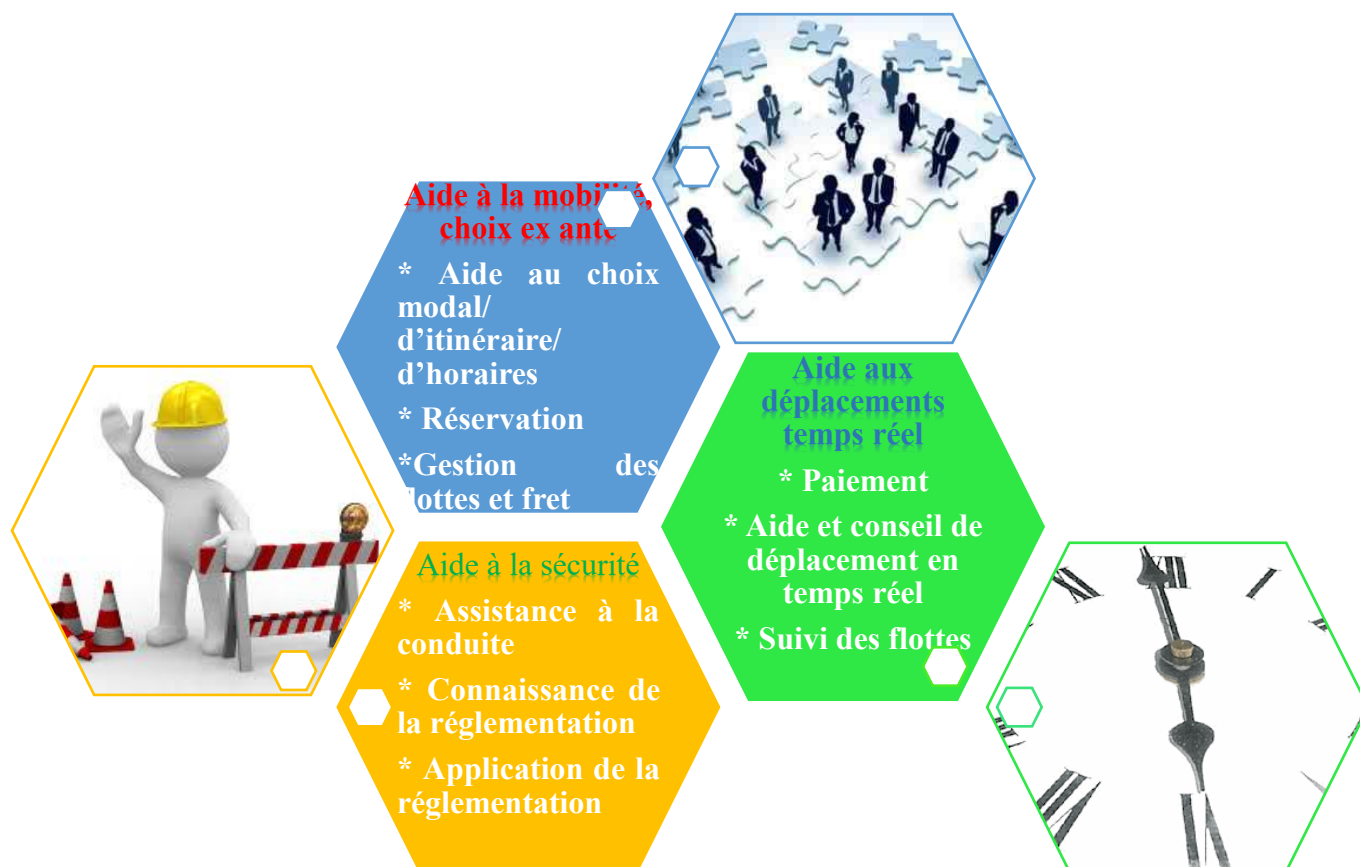 Aide à la mobilité,
choix ex ante
* Aide au choix
modal/
d’itinéraire/
d’horaires
* Réservation
*Gestion des
flottes et fret
Aide aux
déplacements
temps réel
* Paiement
* Aide et conseil de
déplacement en
temps réel
* Suivi des flottes
Aide à la sécurité
* Assistance à la
conduite
* Connaissance de
la réglementation
* Application de la
réglementation